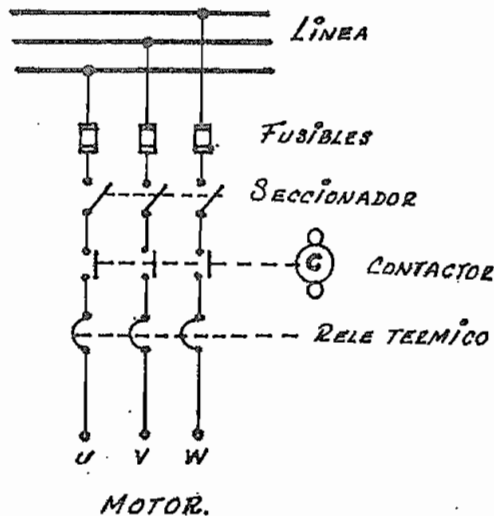 LINEA
FUSIBLES
SECCIONADOR
C
CONTACTOR
RELE TERMICO
U V W
MOTOR.